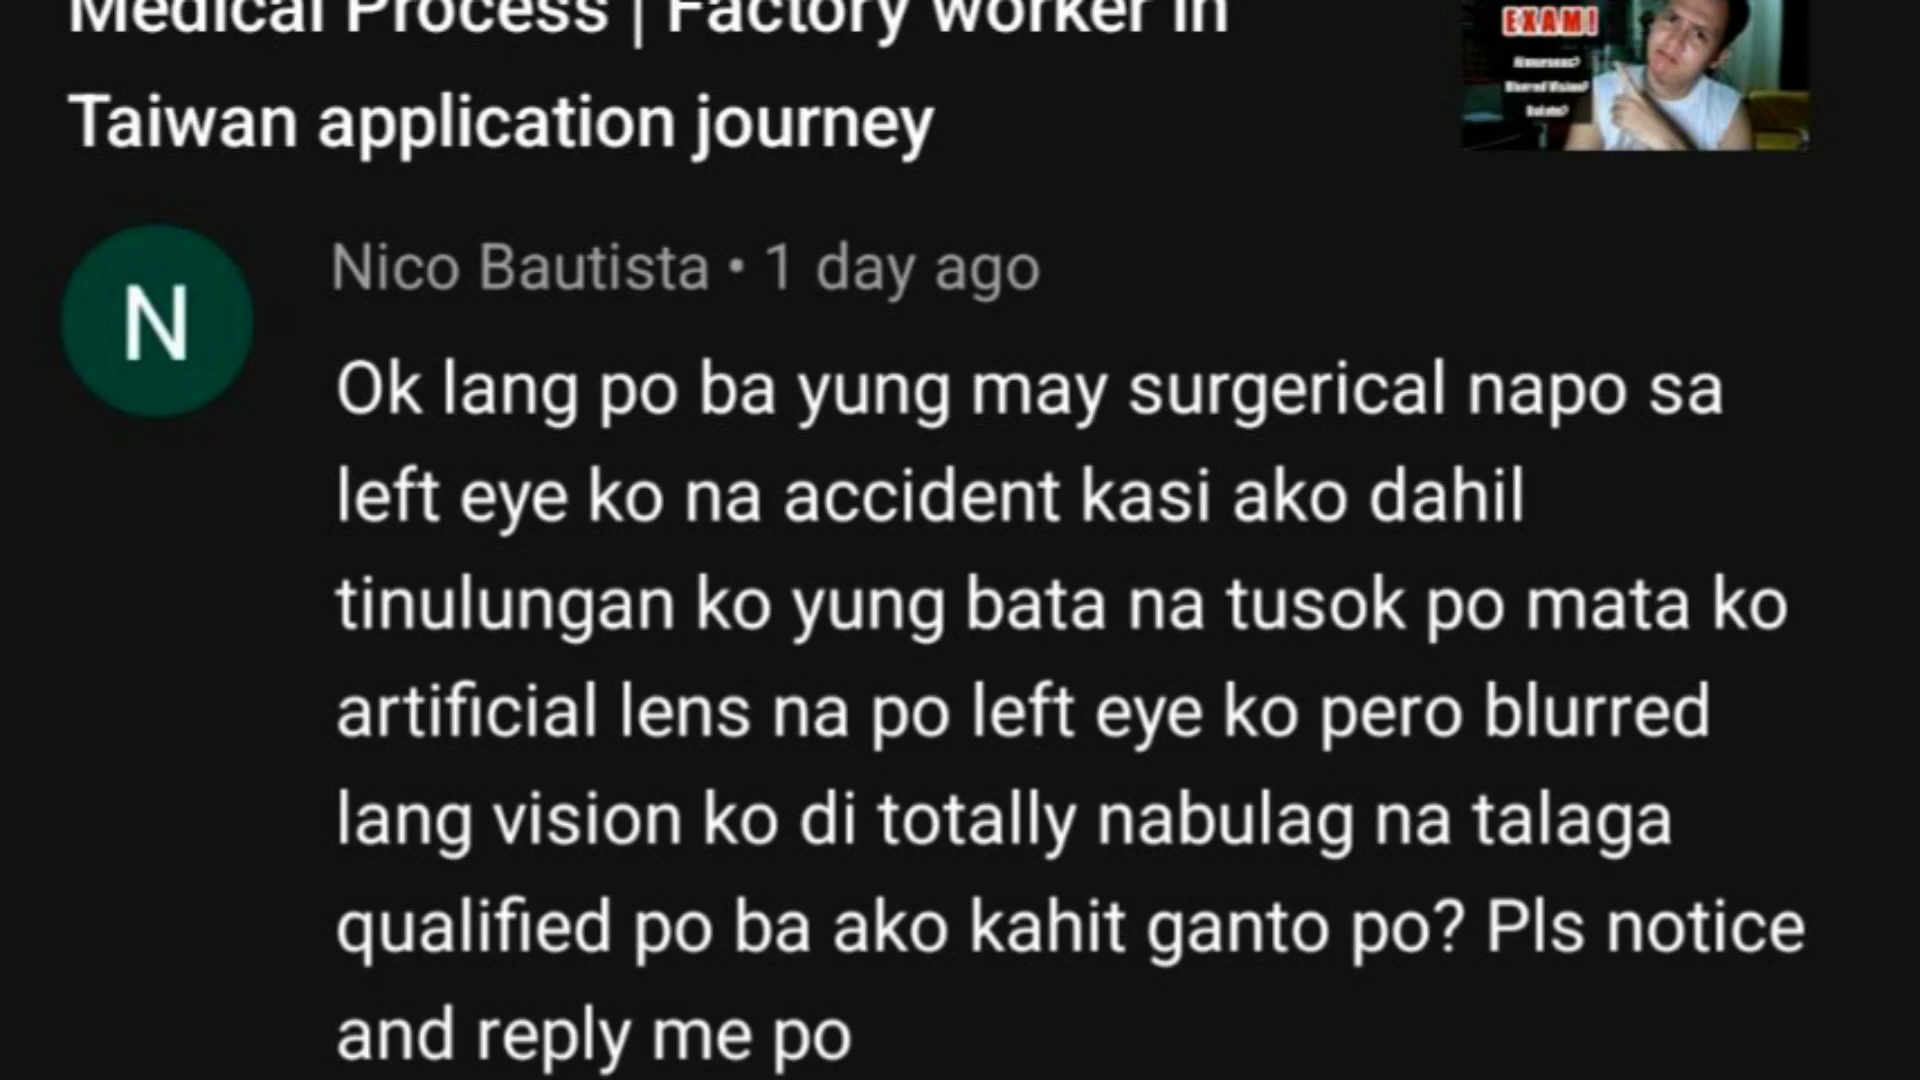 Medical Process | Factory worker in
Taiwan application journey
EXAM!
Blurred Vision?
N
Nico Bautista • 1 day ago
Ok lang po ba yung may surgerical napo sa
left eye ko na accident kasi ako dahil
tinulungan ko yung bata na tusok po mata ko
artificial lens na po left eye ko pero blurred
lang vision ko di totally nabulag na talaga
qualified po ba ako kahit ganto po? Pls notice
and reply me po